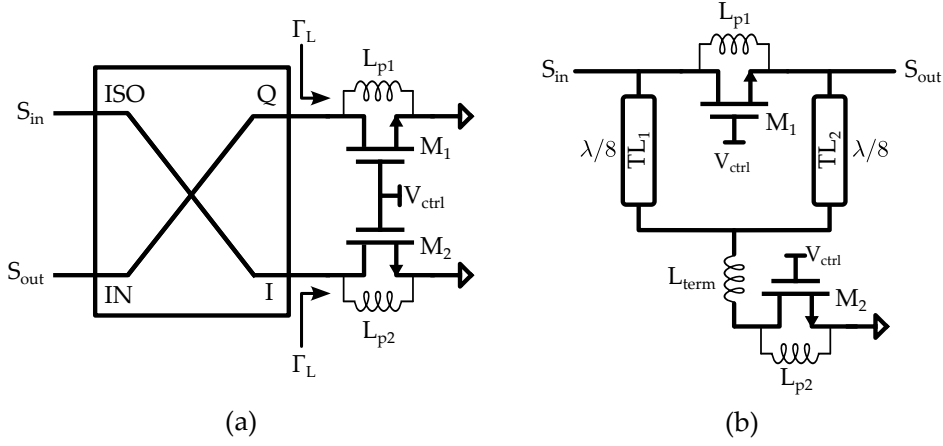 Γ_L
L_p1
ISO
Q
S_in
M_1
V_ctrl
M_2
S_out
IN
I
L_p2
Γ_L
(a)
L_p1
S_in
S_out
M_1
V_ctrl
λ/8
TL_1
TL_2
λ/8
V_ctrl
L_term
M_2
L_p2
(b)